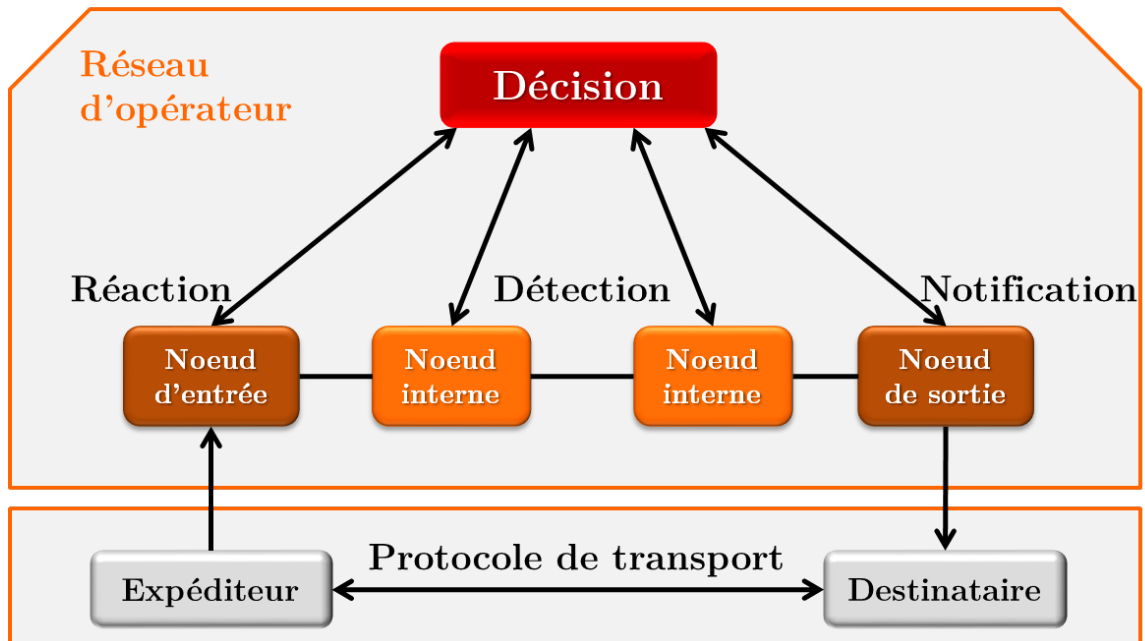 Réseau
d'opérateur
Décision
Réaction
Détection
Notification
Noeud
d'entrée
Noeud
interne
Noeud
interne
Noeud
de sortie
Protocole de transport
Expéditeur
Destinataire